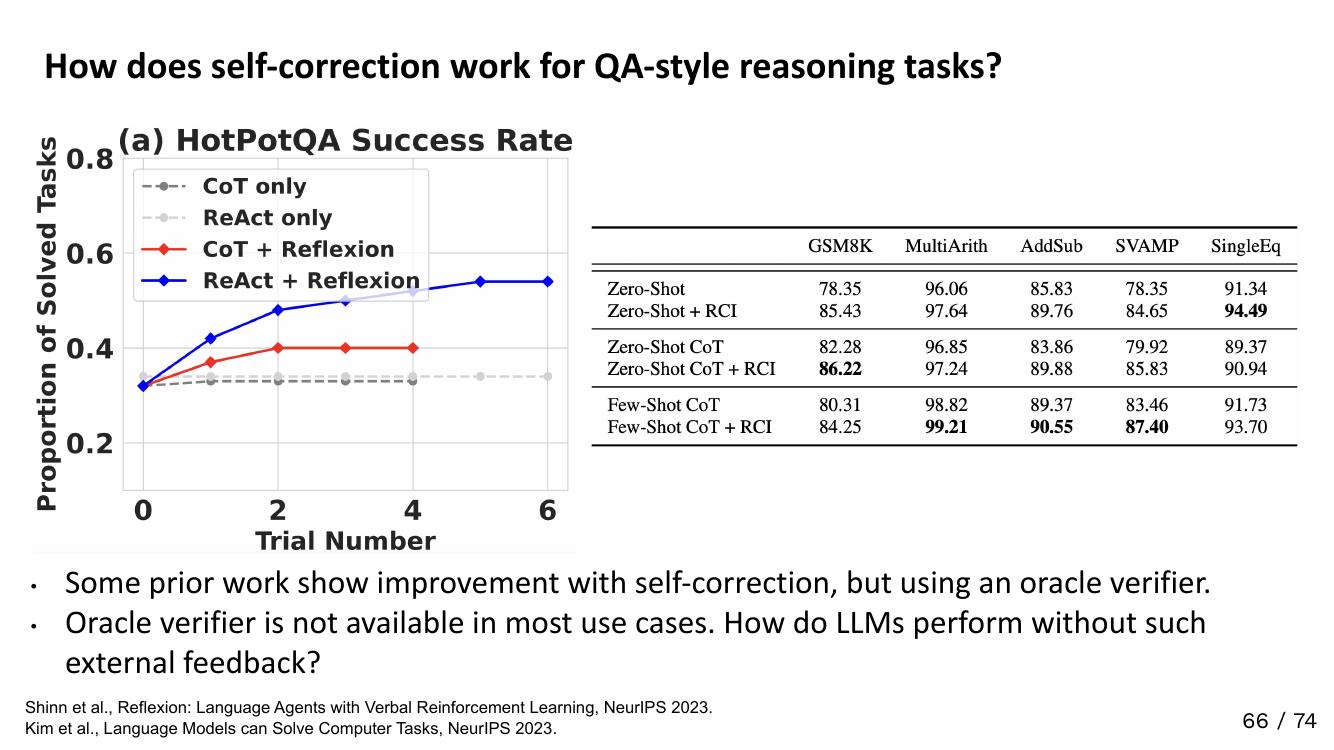 How does self-correction work for QA-style reasoning tasks?
(a) HotPotQA Success Rate
Proportion of Solved Tasks
0.8
0.6
0.4
0.2
CoT only
ReAct only
CoT + Reflexion
ReAct + Reflexion
0 2 4 6
Trial Number
GSM8K MultiArith AddSub SVAMP SingleEq
Zero-Shot 78.35 96.06 85.83 78.35 91.34
Zero-Shot + RCI 85.43 97.64 89.76 84.65 94.49
Zero-Shot CoT 82.28 96.85 83.86 79.92 89.37
Zero-Shot CoT + RCI 86.22 97.24 89.88 85.83 90.94
Few-Shot CoT 80.31 98.82 89.37 83.46 91.73
Few-Shot CoT + RCI 84.25 99.21 90.55 87.40 93.70
• Some prior work show improvement with self-correction, but using an oracle verifier.
• Oracle verifier is not available in most use cases. How do LLMs perform without such
external feedback?
Shinn et al., Reflexion: Language Agents with Verbal Reinforcement Learning, NeurIPS 2023.
Kim et al., Language Models can Solve Computer Tasks, NeurIPS 2023.
66 / 74